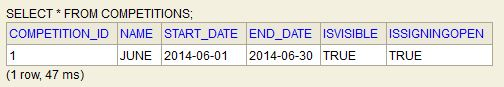 SELECT * FROM COMPETITIONS;
COMPETITION_ID NAME START_DATE END_DATE ISVISIBLE ISSIGNINGOPEN
1 JUNE 2014-06-01 2014-06-30 TRUE TRUE
(1 row, 47 ms)